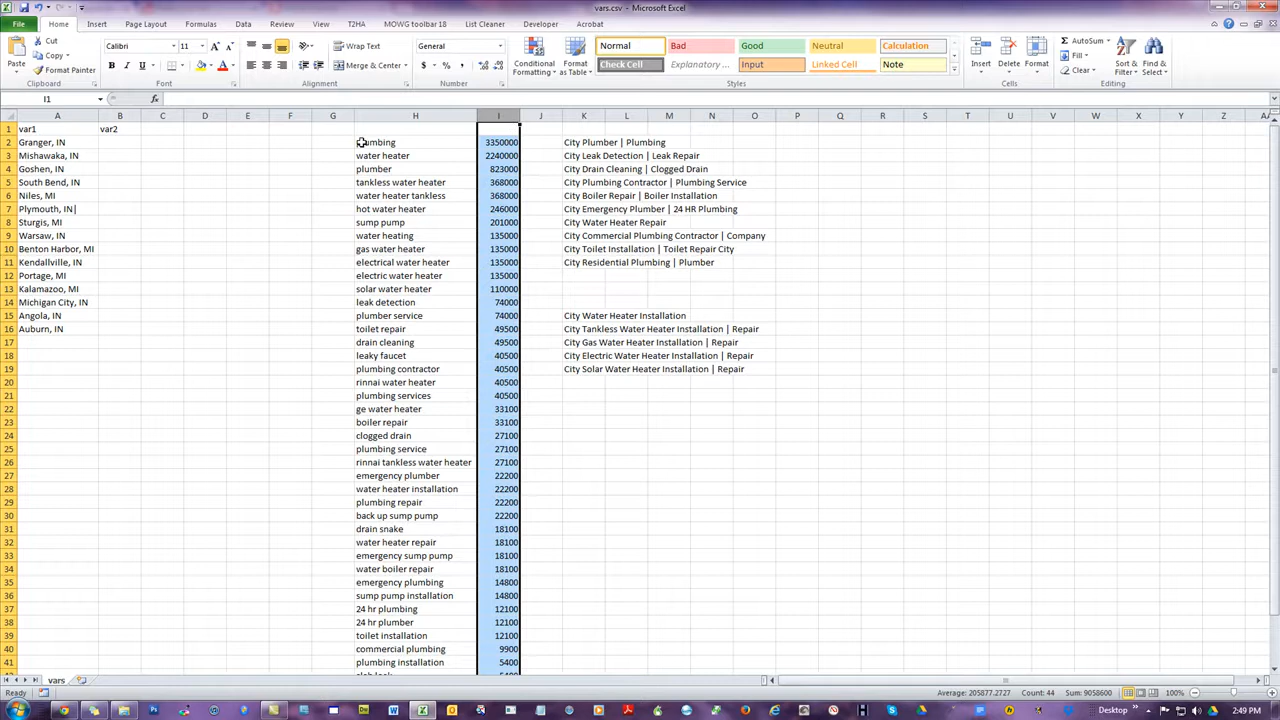 vars.csv - Microsoft Excel
File Home Insert Page Layout Formulas Data Review View T2HA MOWG toolbar 18 List Cleaner Developer Acrobat
Cut
Copy
Format Painter
Paste
Clipboard
Calibri 11
Font
Wrap Text
Merge & Center
Alignment
General
Number
Conditional Formatting
Format as Table
Normal Bad Good Neutral Calculation
Check Cell Explanatory ... Input Linked Cell Note
Styles
Insert Delete Format
Cells
AutoSum
Fill
Clear
Sort & Filter
Find & Select
Editing
I1
A B C D E F G H I J K L M N O P Q R S T U V W X Y Z
1 var1 var2
2 Granger, IN plumbing 3350000 City Plumber | Plumbing
3 Mishawaka, IN water heater 2240000 City Leak Detection | Leak Repair
4 Goshen, IN plumber 823000 City Drain Cleaning | Clogged Drain
5 South Bend, IN tankless water heater 368000 City Plumbing Contractor | Plumbing Service
6 Niles, MI water heater tankless 368000 City Boiler Repair | Boiler Installation
7 Plymouth, IN| hot water heater 246000 City Emergency Plumber | 24 HR Plumbing
8 Sturgis, MI sump pump 201000 City Water Heater Repair
9 Warsaw, IN water heating 135000 City Commercial Plumbing Contractor | Company
10 Benton Harbor, MI gas water heater 135000 City Toilet Installation | Toilet Repair City
11 Kendallville, IN electrical water heater 135000 City Residential Plumbing | Plumber
12 Portage, MI electric water heater 135000
13 Kalamazoo, MI solar water heater 110000
14 Michigan City, IN leak detection 74000
15 Angola, IN plumber service 74000 City Water Heater Installation
16 Auburn, IN toilet repair 49500 City Tankless Water Heater Installation | Repair
17 drain cleaning 49500 City Gas Water Heater Installation | Repair
18 leaky faucet 40500 City Electric Water Heater Installation | Repair
19 plumbing contractor 40500 City Solar Water Heater Installation | Repair
20 rinnai water heater 40500
21 plumbing services 40500
22 ge water heater 33100
23 boiler repair 33100
24 clogged drain 27100
25 plumbing service 27100
26 rinnai tankless water heater 27100
27 emergency plumber 22200
28 water heater installation 22200
29 plumbing repair 22200
30 back up sump pump 22200
31 drain snake 18100
32 water heater repair 18100
33 emergency sump pump 18100
34 water boiler repair 18100
35 emergency plumbing 14800
36 sump pump installation 14800
37 24 hr plumbing 12100
38 24 hr plumber 12100
39 toilet installation 12100
40 commercial plumbing 9900
41 plumbing installation 5400
vars
Ready Average: 205877.2727 Count: 44 Sum: 9058600 100%
Desktop 2:49 PM